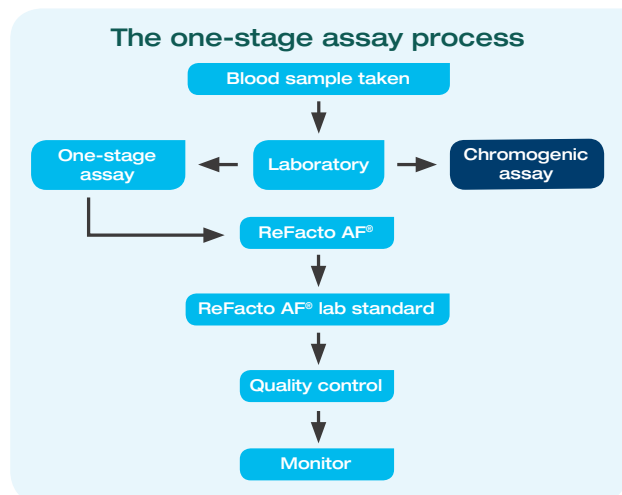 The one-stage assay process
Blood sample taken
One-stage
assay
Laboratory
Chromogenic
assay
ReFacto AF®
ReFacto AF® lab standard
Quality control
Monitor